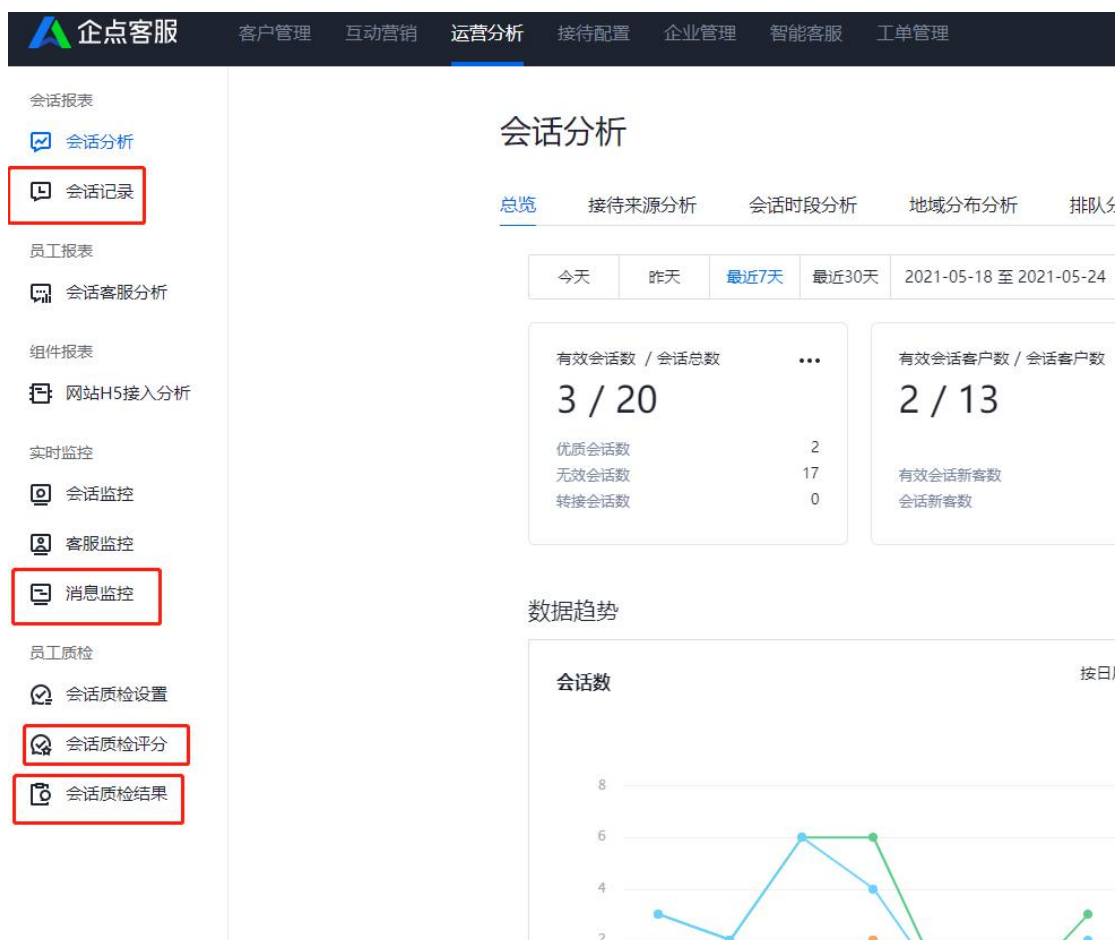 企点客服
客户管理 互动营销 运营分析 接待配置 企业管理 智能客服 工单管理
会话报表
会话分析
会话记录
员工报表
会话客服分析
组件报表
网站H5接入分析
实时监控
会话监控
客服监控
消息监控
员工质检
会话质检设置
会话质检评分
会话质检结果
会话分析
总览 接待来源分析 会话时段分析 地域分布分析 排队
今天 昨天 最近7天 最近30天 2021-05-18 至 2021-05-24
有效会话数 / 会话总数
3 / 20
优质会话数 2
无效会话数 17
转接会话数 0
有效会话客户数 / 会话客户数
2 / 13
有效会话新客数
会话新客数
数据趋势
会话数
按日
8
6
4
2